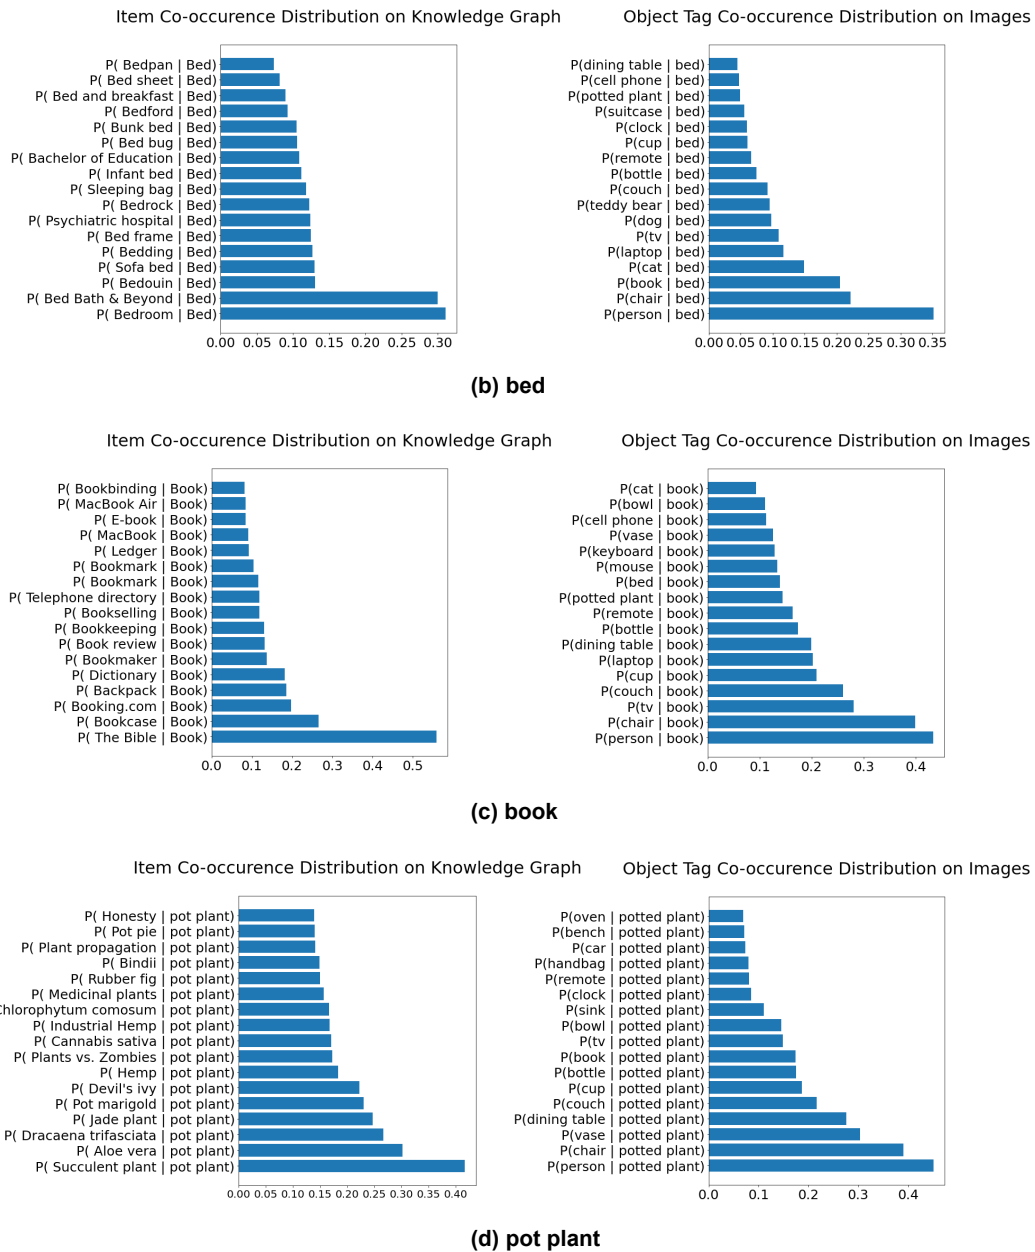 Item Co-occurence Distribution on Knowledge Graph
P( Bedpan | Bed)
P( Bed sheet | Bed)
P( Bed and breakfast | Bed)
P( Bedford | Bed)
P( Bunk bed | Bed)
P( Bed bug | Bed)
P( Bachelor of Education | Bed)
P( Infant bed | Bed)
P( Sleeping bag | Bed)
P( Bedrock | Bed)
P( Psychiatric hospital | Bed)
P( Bed frame | Bed)
P( Bedding | Bed)
P( Sofa bed | Bed)
P( Bedouin | Bed)
P( Bed Bath & Beyond | Bed)
P( Bedroom | Bed)
0.00 0.05 0.10 0.15 0.20 0.25 0.30
Object Tag Co-occurence Distribution on Images
P(dining table | bed)
P(cell phone | bed)
P(potted plant | bed)
P(suitcase | bed)
P(clock | bed)
P(cup | bed)
P(remote | bed)
P(bottle | bed)
P(couch | bed)
P(teddy bear | bed)
P(dog | bed)
P(tv | bed)
P(laptop | bed)
P(cat | bed)
P(book | bed)
P(chair | bed)
P(person | bed)
0.00 0.05 0.10 0.15 0.20 0.25 0.30 0.35
(b) bed
Item Co-occurence Distribution on Knowledge Graph
P( Bookbinding | Book)
P( MacBook Air | Book)
P( E-book | Book)
P( MacBook | Book)
P( Ledger | Book)
P( Bookmark | Book)
P( Bookmark | Book)
P( Telephone directory | Book)
P( Bookselling | Book)
P( Bookkeeping | Book)
P( Book review | Book)
P( Bookmaker | Book)
P( Dictionary | Book)
P( Backpack | Book)
P( Booking.com | Book)
P( Bookcase | Book)
P( The Bible | Book)
0.0 0.1 0.2 0.3 0.4 0.5
Object Tag Co-occurence Distribution on Images
P(cat | book)
P(bowl | book)
P(cell phone | book)
P(vase | book)
P(keyboard | book)
P(mouse | book)
P(bed | book)
P(potted plant | book)
P(remote | book)
P(bottle | book)
P(dining table | book)
P(laptop | book)
P(cup | book)
P(couch | book)
P(tv | book)
P(chair | book)
P(person | book)
0.0 0.1 0.2 0.3 0.4
(c) book
Item Co-occurence Distribution on Knowledge Graph
P( Honesty | pot plant)
P( Pot pie | pot plant)
P( Plant propagation | pot plant)
P( Bindii | pot plant)
P( Rubber fig | pot plant)
P( Medicinal plants | pot plant)
hlorophytum comosum | pot plant)
P( Industrial Hemp | pot plant)
P( Cannabis sativa | pot plant)
P( Plants vs. Zombies | pot plant)
P( Hemp | pot plant)
P( Devil's ivy | pot plant)
P( Pot marigold | pot plant)
P( Jade plant | pot plant)
P( Dracaena trifasciata | pot plant)
P( Aloe vera | pot plant)
P( Succulent plant | pot plant)
0.00 0.05 0.10 0.15 0.20 0.25 0.30 0.35 0.40
Object Tag Co-occurence Distribution on Images
P(oven | potted plant)
P(bench | potted plant)
P(car | potted plant)
P(handbag | potted plant)
P(remote | potted plant)
P(clock | potted plant)
P(sink | potted plant)
P(bowl | potted plant)
P(tv | potted plant)
P(book | potted plant)
P(bottle | potted plant)
P(cup | potted plant)
P(couch | potted plant)
P(dining table | potted plant)
P(vase | potted plant)
P(chair | potted plant)
P(person | potted plant)
0.0 0.1 0.2 0.3 0.4
(d) pot plant